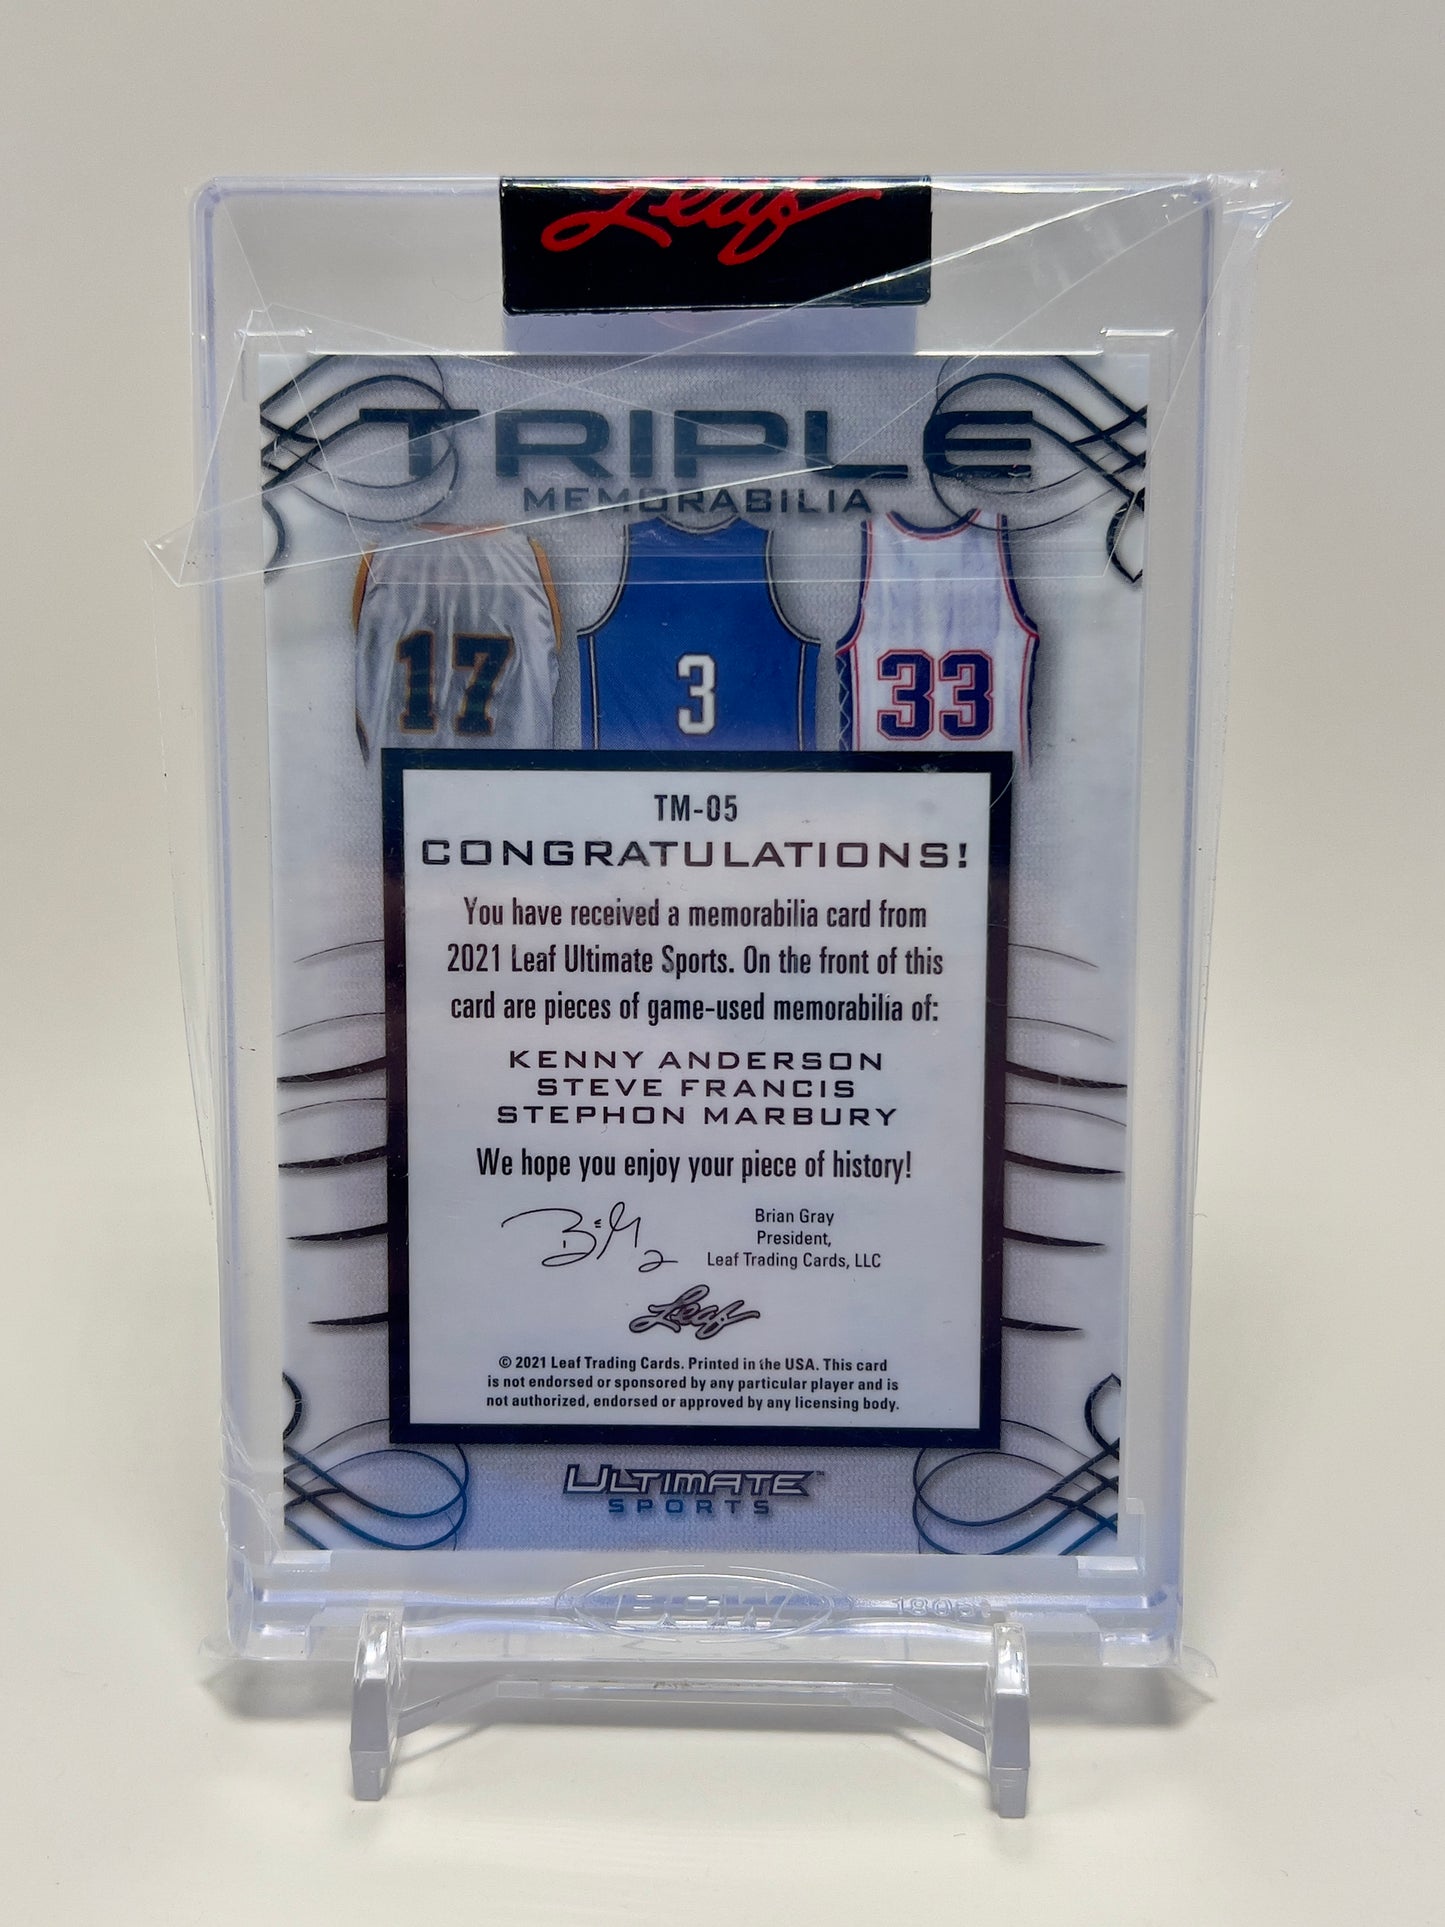 Leaf
TRIPLE
MEMORABILIA
17
3
33
TM-05
CONGRATULATIONS!
You have received a memorabilia card from
2021 Leaf Ultimate Sports. On the front of this
card are pieces of game-used memorabilia of:
KENNY ANDERSON
STEVE FRANCIS
STEPHON MARBURY
We hope you enjoy your piece of history!
Brian Gray
President,
Leaf Trading Cards, LLC
Leaf
© 2021 Leaf Trading Cards. Printed in the USA. This card
is not endorsed or sponsored by any particular player and is
not authorized, endorsed or approved by any licensing body.
ULTIMATE™
SPORTS
BCW